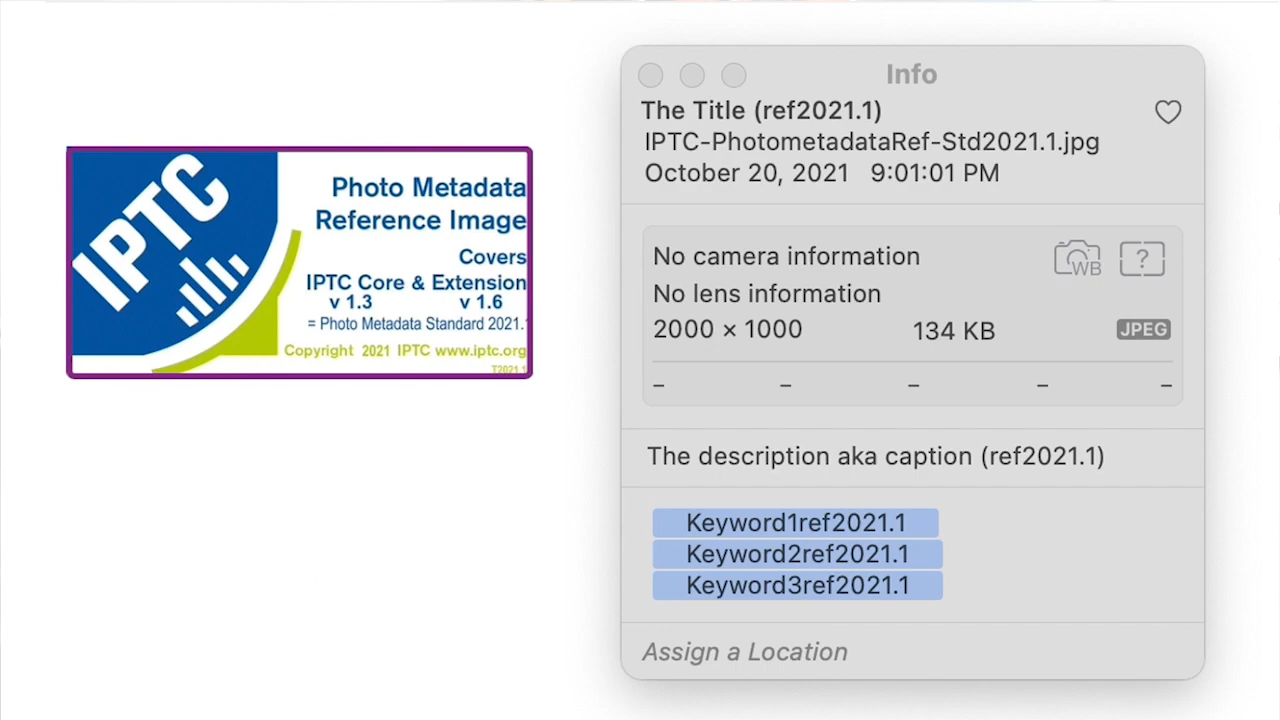 IPTC
Photo Metadata
Reference Image
Covers
IPTC Core & Extension
v 1.3 v 1.6
= Photo Metadata Standard 2021.1
Copyright 2021 IPTC www.iptc.org
T2021.1
Info
The Title (ref2021.1)
IPTC-PhotometadataRef-Std2021.1.jpg
October 20, 2021 9:01:01 PM
No camera information
WB ?
No lens information
2000 × 1000 134 KB JPEG
– – – – –
The description aka caption (ref2021.1)
Keyword1ref2021.1
Keyword2ref2021.1
Keyword3ref2021.1
Assign a Location